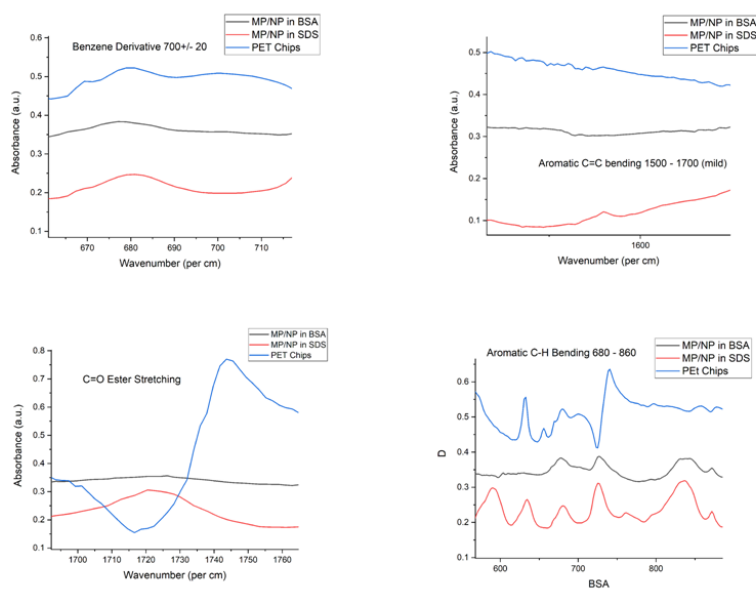 Benzene Derivative 700+/- 20
MP/NP in BSA
MP/NP in SDS
PET Chips
0.6
0.5
0.4
0.3
0.2
0.1
Absorbance (a.u.)
670 680 690 700 710
Wavenumber (per cm)
MP/NP in BSA
MP/NP in SDS
PET Chips
0.5
0.4
0.3
0.2
0.1
Absorbance (a.u.)
Aromatic C=C bending 1500 - 1700 (mild)
1600
Wavenumber (per cm)
MP/NP in BSA
MP/NP in SDS
PET Chips
C=O Ester Stretching
0.8
0.7
0.6
0.5
0.4
0.3
0.2
0.1
Absorbance (a.u.)
1700 1710 1720 1730 1740 1750 1760
Wavenumber (per cm)
Aromatic C-H Bending 680 - 860
MP/NP in BSA
MP/NP in SDS
PEt Chips
0.6
0.5
0.4
0.3
0.2
0.1
D
600 700 800
BSA